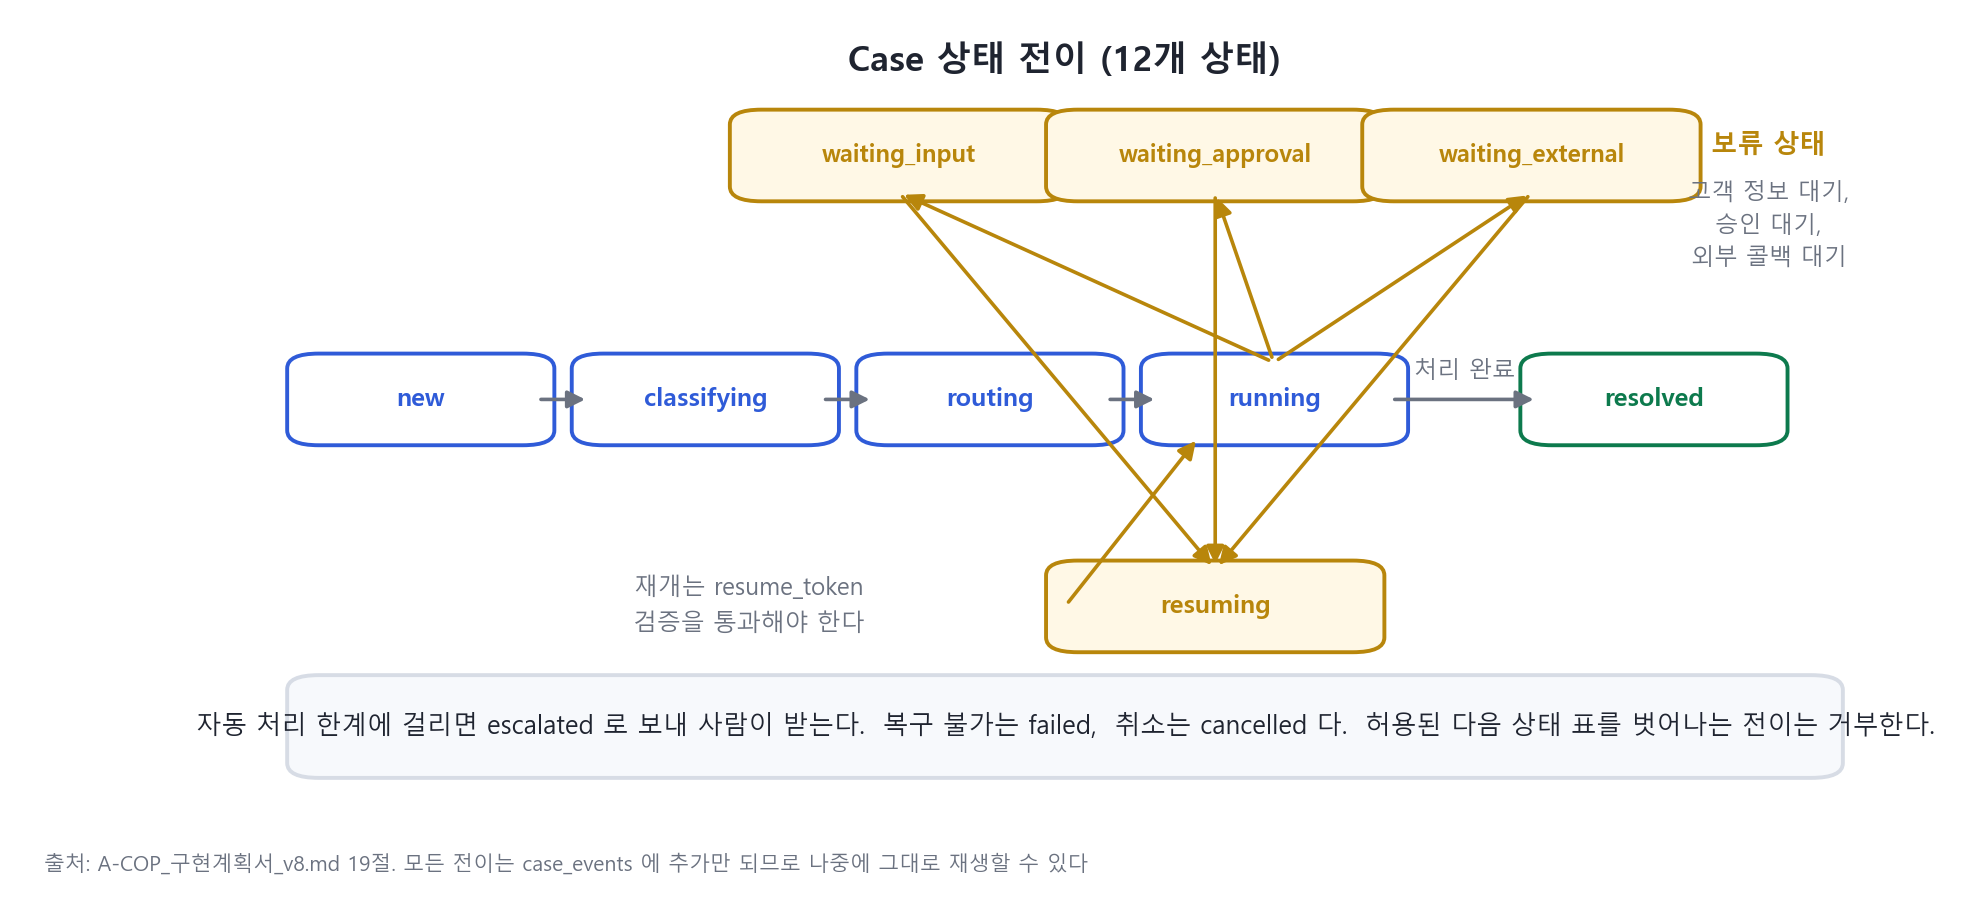 Case 상태 전이 (12개 상태)
waiting_input
waiting_approval
waiting_external
보류 상태
고객 정보 대기,
승인 대기,
외부 콜백 대기
new
classifying
routing
running
처리 완료
resolved
재개는 resume_token
검증을 통과해야 한다
resuming
자동 처리 한계에 걸리면 escalated 로 보내 사람이 받는다.  복구 불가는 failed,  취소는 cancelled 다.  허용된 다음 상태 표를 벗어나는 전이는 거부한다.
출처: A-COP_구현계획서_v8.md 19절. 모든 전이는 case_events 에 추가만 되므로 나중에 그대로 재생할 수 있다